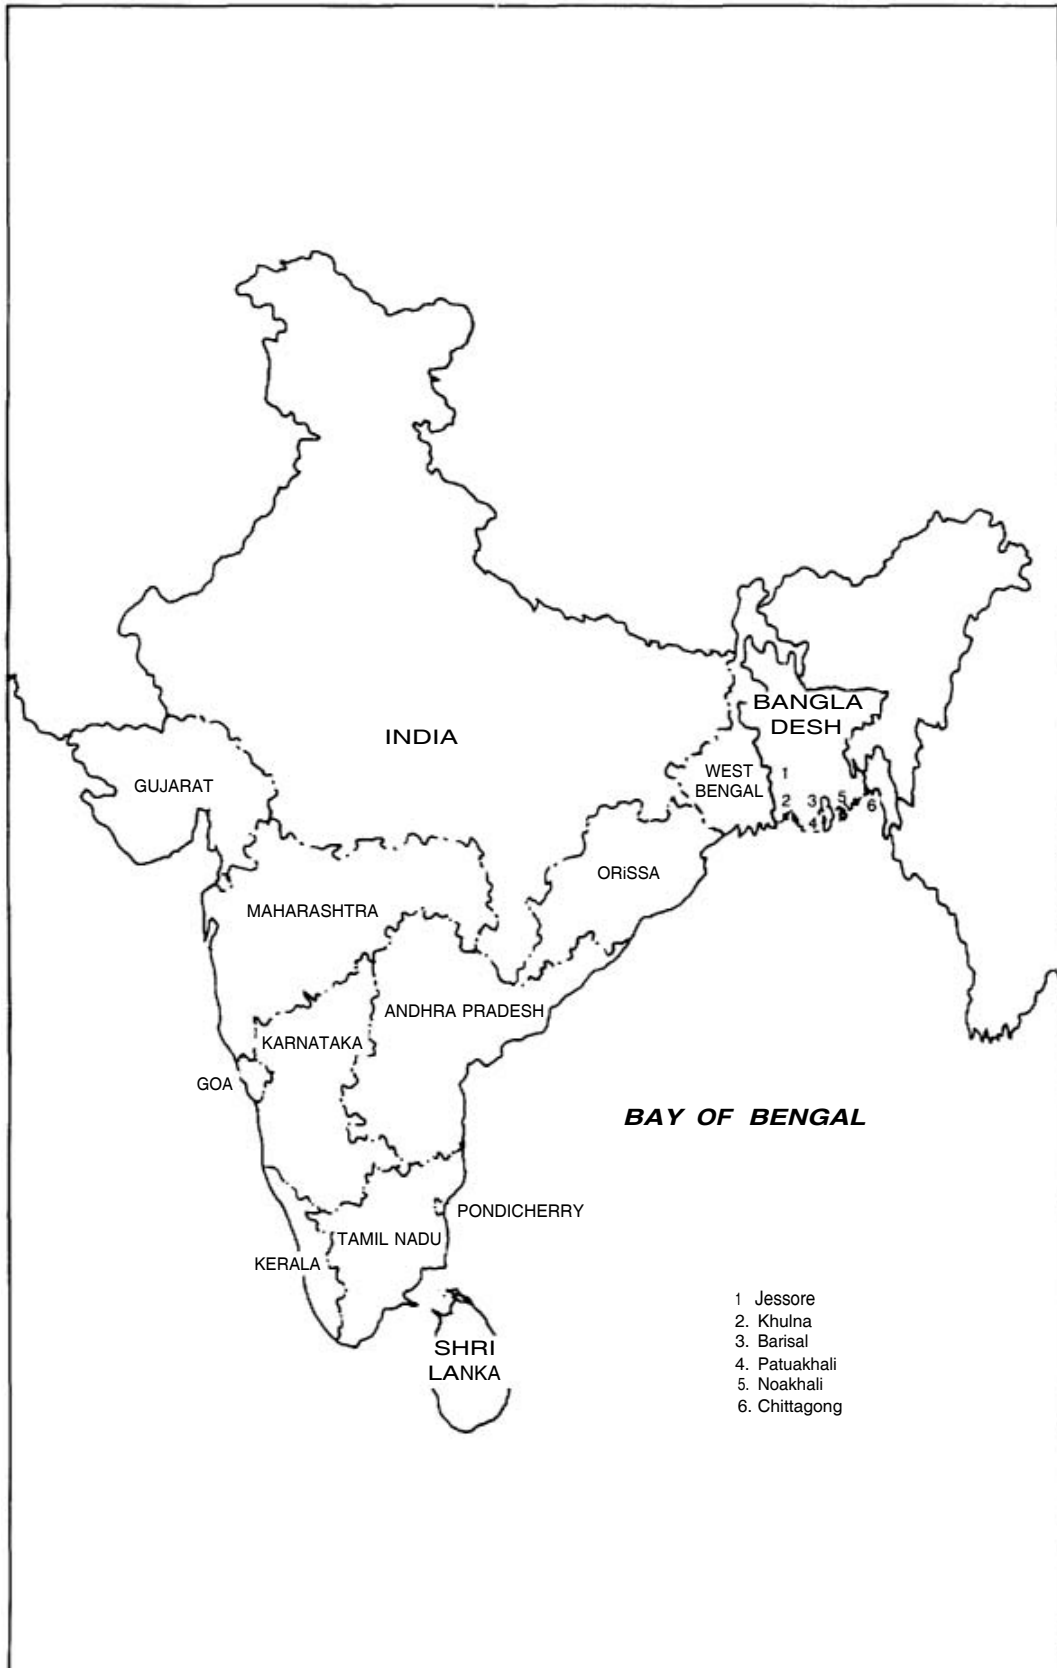 BANGLA
DESH
INDIA
WEST
BENGAL
1
GUJARAT
2
3
5
6
4
ORiSSA
MAHARASHTRA
ANDHRA PRADESH
KARNATAKA
GOA
BAY OF BENGAL
PONDICHERRY
TAMIL NADU
KERALA
SHRI
LANKA
1 Jessore
2. Khulna
3. Barisal
4. Patuakhali
5. Noakhali
6. Chittagong